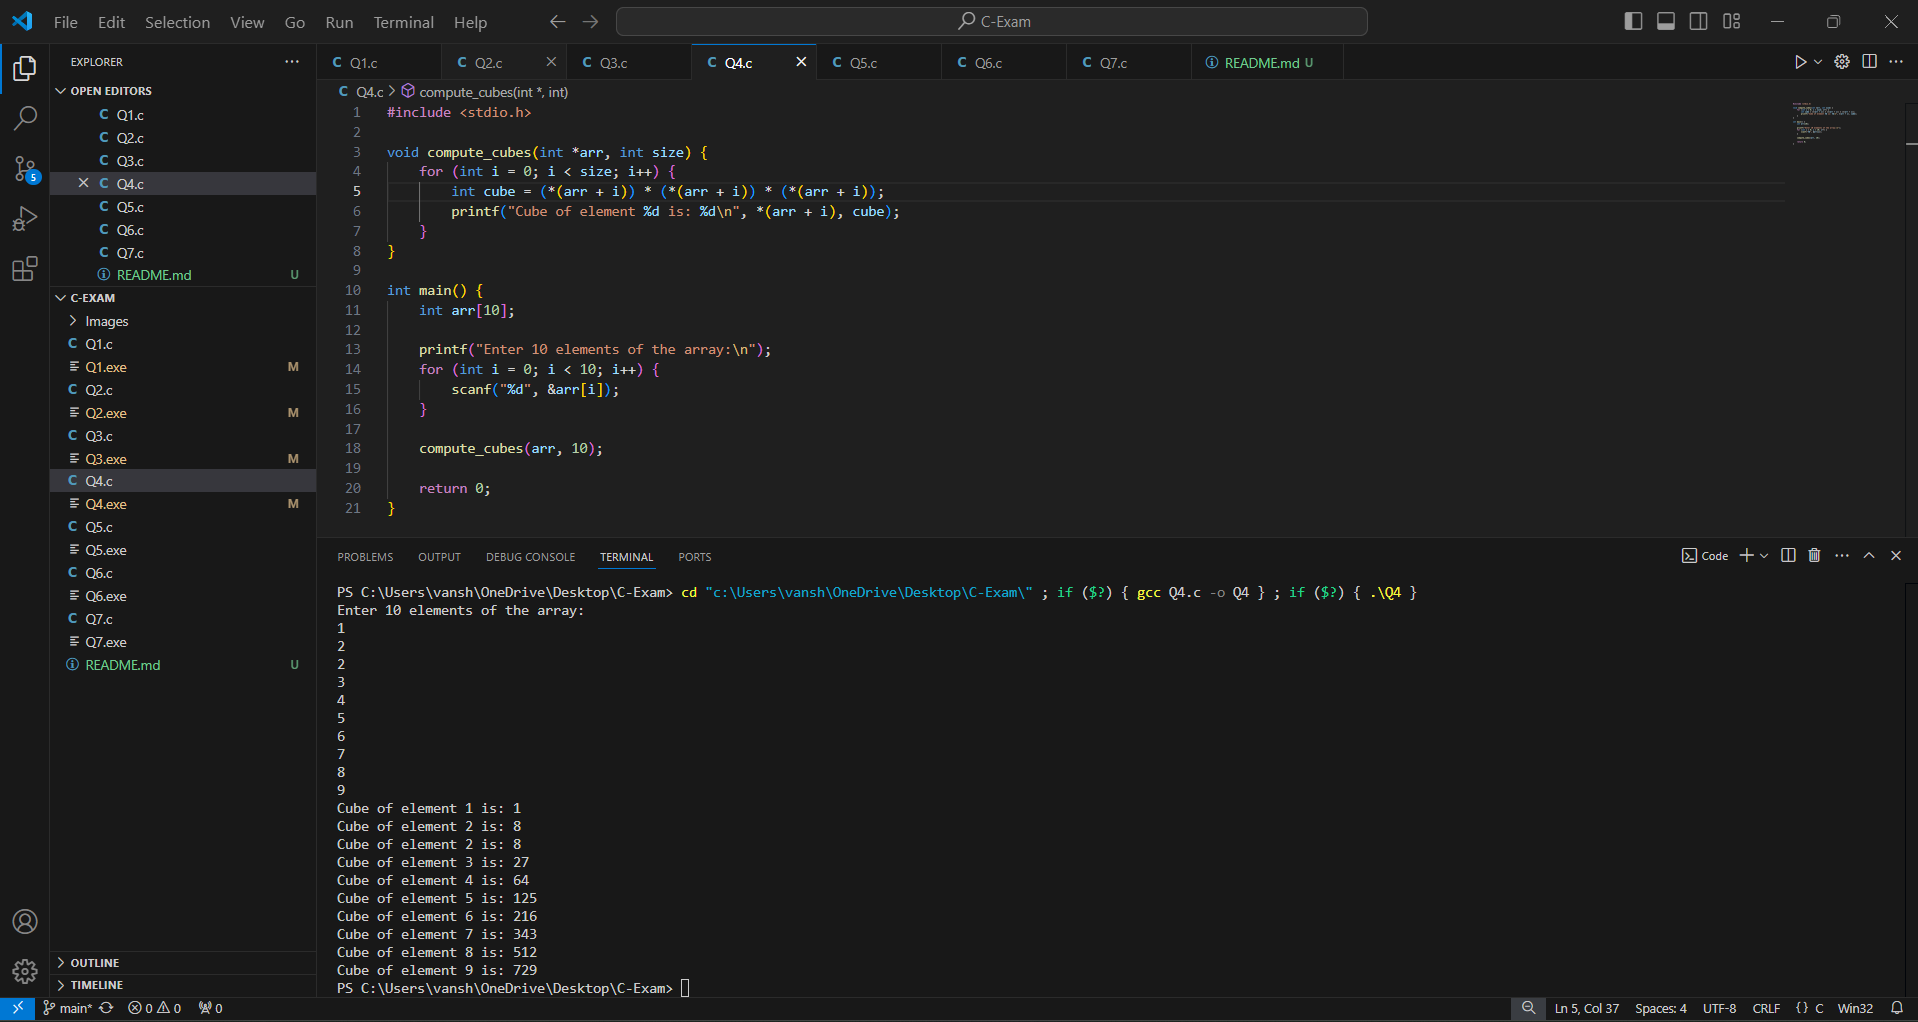 File Edit Selection View Go Run Terminal Help
C-Exam
EXPLORER
OPEN EDITORS
C Q1.c
C Q2.c
C Q3.c
C Q4.c
C Q5.c
C Q6.c
C Q7.c
README.md U
C-EXAM
Images
C Q1.c
Q1.exe M
C Q2.c
Q2.exe M
C Q3.c
Q3.exe M
C Q4.c
Q4.exe M
C Q5.c
Q5.exe
C Q6.c
Q6.exe
C Q7.c
Q7.exe
README.md U
OUTLINE
TIMELINE
5
C Q1.c C Q2.c C Q3.c C Q4.c C Q5.c C Q6.c C Q7.c README.md U
C Q4.c > compute_cubes(int *, int)
1 #include <stdio.h>
2
3 void compute_cubes(int *arr, int size) {
4 for (int i = 0; i < size; i++) {
5 int cube = (*(arr + i)) * (*(arr + i)) * (*(arr + i));
6 printf("Cube of element %d is: %d\n", *(arr + i), cube);
7 }
8 }
9
10 int main() {
11 int arr[10];
12
13 printf("Enter 10 elements of the array:\n");
14 for (int i = 0; i < 10; i++) {
15 scanf("%d", &arr[i]);
16 }
17
18 compute_cubes(arr, 10);
19
20 return 0;
21 }
PROBLEMS OUTPUT DEBUG CONSOLE TERMINAL PORTS
Code
PS C:\Users\vansh\OneDrive\Desktop\C-Exam> cd "c:\Users\vansh\OneDrive\Desktop\C-Exam\" ; if ($?) { gcc Q4.c -o Q4 } ; if ($?) { .\Q4 }
Enter 10 elements of the array:
1
2
2
3
4
5
6
7
8
9
Cube of element 1 is: 1
Cube of element 2 is: 8
Cube of element 2 is: 8
Cube of element 3 is: 27
Cube of element 4 is: 64
Cube of element 5 is: 125
Cube of element 6 is: 216
Cube of element 7 is: 343
Cube of element 8 is: 512
Cube of element 9 is: 729
PS C:\Users\vansh\OneDrive\Desktop\C-Exam>
main* 0 0 0 Ln 5, Col 37 Spaces: 4 UTF-8 CRLF {} C Win32